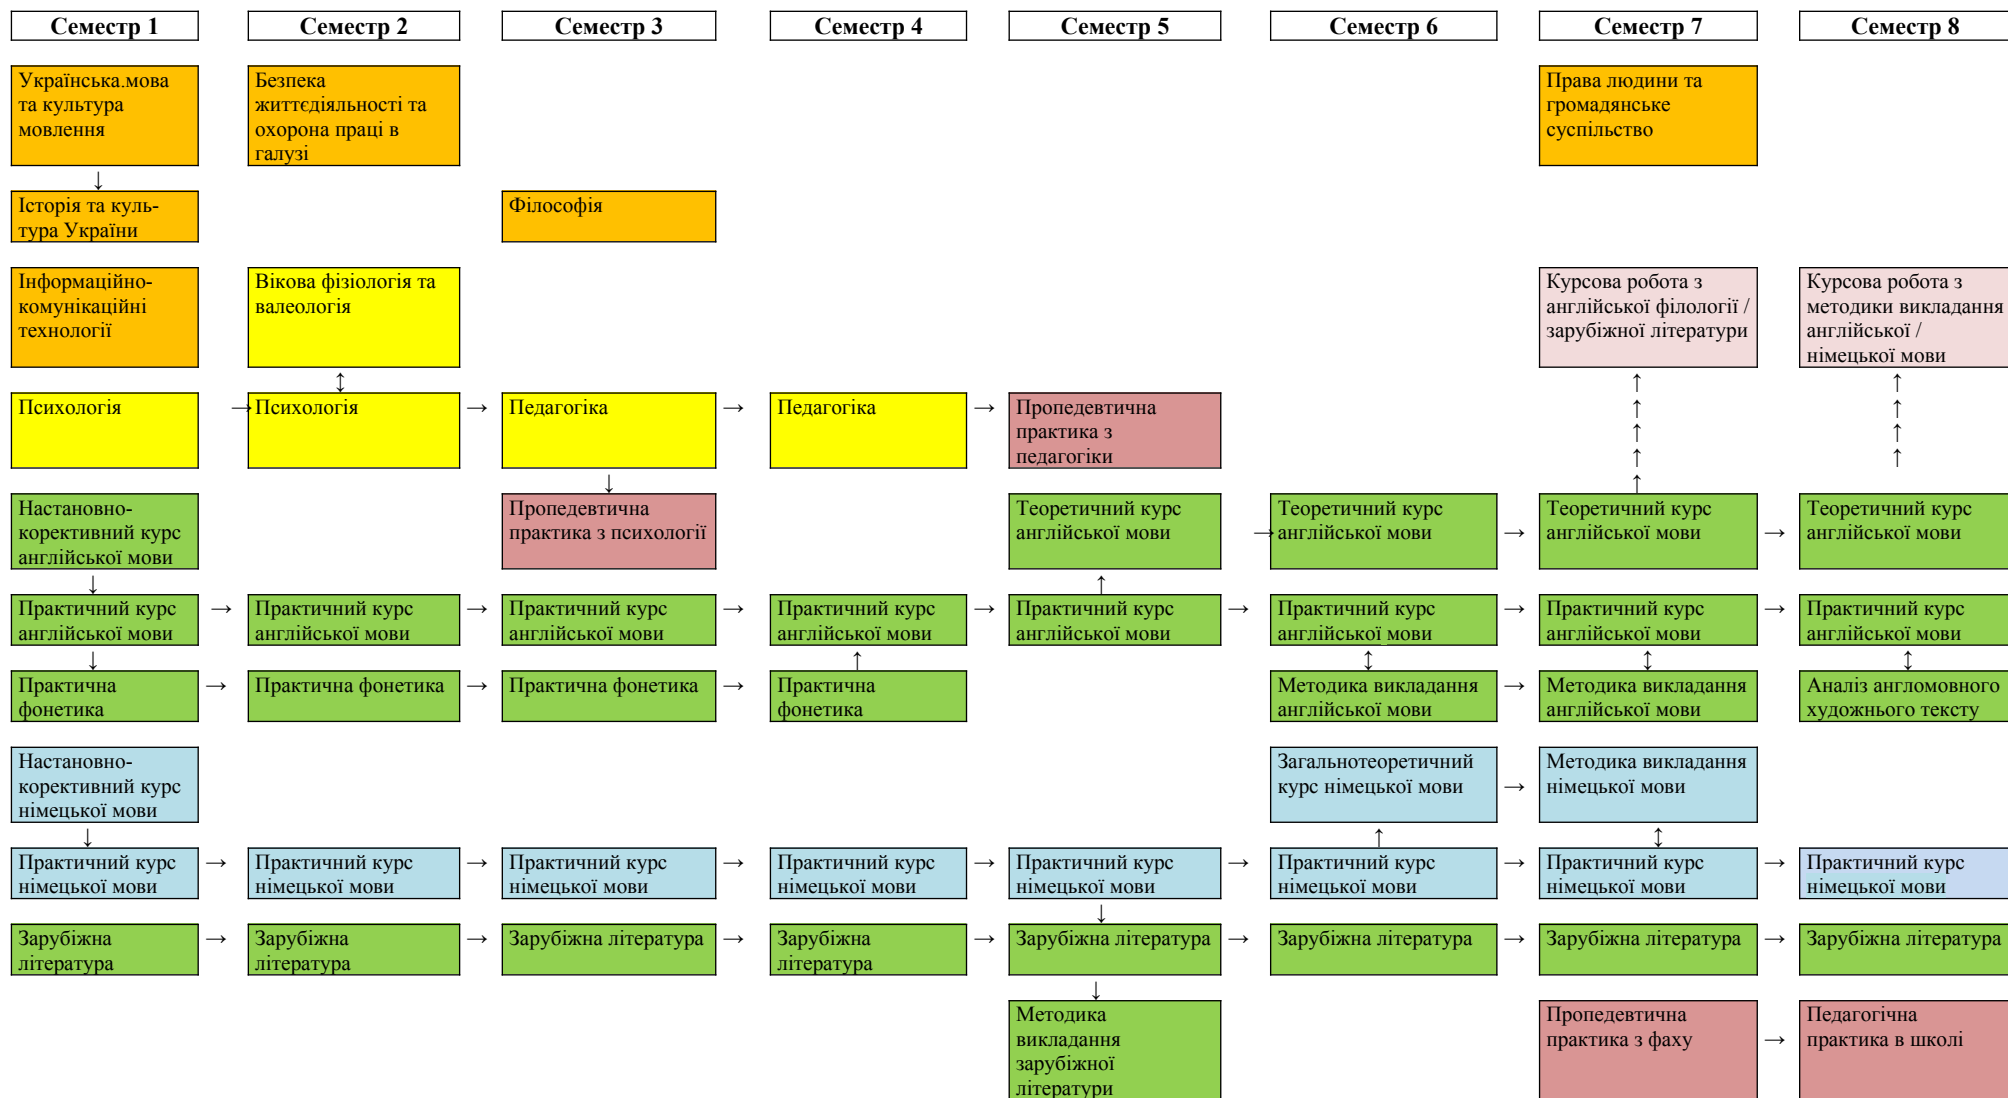 Семестр 1
Семестр 2
Семестр 3
Семестр 4
Семестр 5
Семестр 6
Семестр 7
Семестр 8
Українська.мова
та культура
мовлення
Безпека
життєдіяльності та
охорона праці в
галузі
Права людини та
громадянське
суспільство
↓
Історія та куль-
тура України
Філософія
Інформаційно-
комунікаційні
технології
Вікова фізіологія та
валеологія
Курсова робота з
англійської філології /
зарубіжної літератури
Курсова робота з
методики викладання
англійської /
німецької мови
↕
↑
↑
↑
↑
↑
↑
↑
↑
↑
Психологія
→
Психологія
→
Педагогіка
→
Педагогіка
→
Пропедевтична
практика з
педагогіки
↓
Настановно-
корективний курс
англійської мови
Пропедевтична
практика з психології
Теоретичний курс
англійської мови
→
Теоретичний курс
англійської мови
→
Теоретичний курс
англійської мови
→
Теоретичний курс
англійської мови
↓
↑
Практичний курс
англійської мови
→
Практичний курс
англійської мови
→
Практичний курс
англійської мови
→
Практичний курс
англійської мови
→
Практичний курс
англійської мови
→
Практичний курс
англійської мови
→
Практичний курс
англійської мови
→
Практичний курс
англійської мови
↓
↑
↕
↕
↕
Практична
фонетика
→
Практична фонетика
→
Практична фонетика
→
Практична
фонетика
Методика викладання
англійської мови
→
Методика викладання
англійської мови
Аналіз англомовного
художнього тексту
Настановно-
корективний курс
німецької мови
Загальнотеоретичний
курс німецької мови
→
Методика викладання
німецької мови
↓
↑
↕
Практичний курс
німецької мови
→
Практичний курс
німецької мови
→
Практичний курс
німецької мови
→
Практичний курс
німецької мови
→
Практичний курс
німецької мови
→
Практичний курс
німецької мови
→
Практичний курс
німецької мови
→
Практичний курс
німецької мови
↓
Зарубіжна
література
→
Зарубіжна
література
→
Зарубіжна література
→
Зарубіжна
література
→
Зарубіжна література
→
Зарубіжна література
→
Зарубіжна література
→
Зарубіжна література
↓
Методика
викладання
зарубіжної
літератури
Пропедевтична
практика з фаху
→
Педагогічна
практика в школі